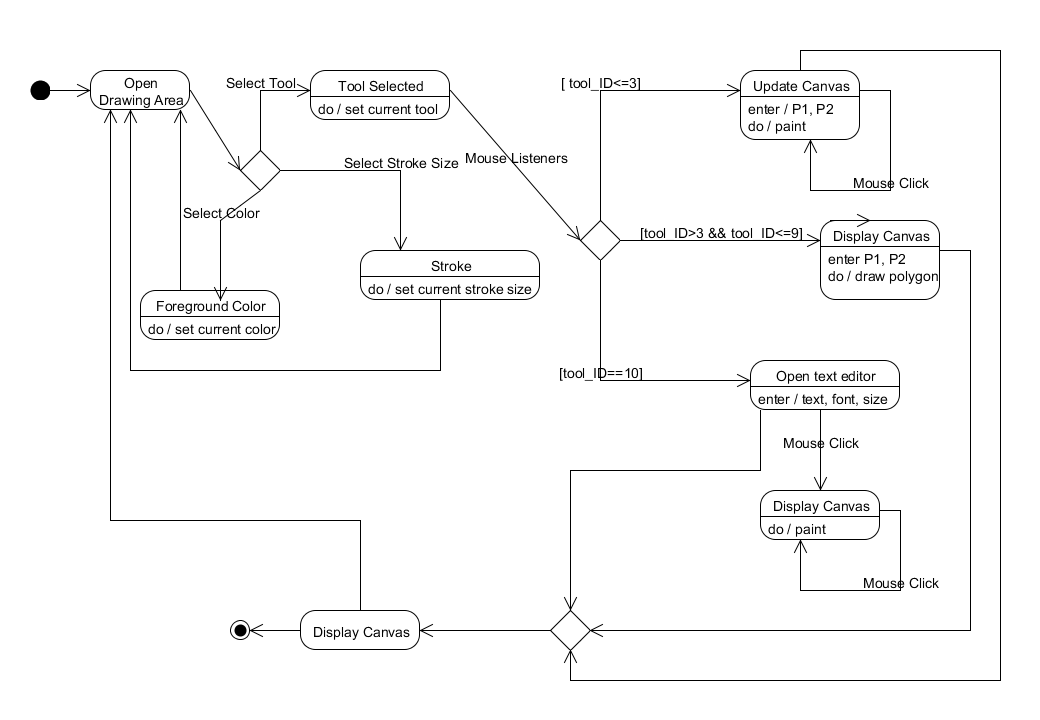 Open
Drawing Area
Select Tool
Tool Selected
do / set current tool
[ tool_ID<=3]
Update Canvas
enter / P1, P2
do / paint
Mouse Click
Select Stroke Size
Mouse Listeners
Select Color
[tool_ID>3 && tool_ID<=9]
Display Canvas
enter P1, P2
do / draw polygon
Stroke
do / set current stroke size
Foreground Color
do / set current color
[tool_ID==10]
Open text editor
enter / text, font, size
Mouse Click
Display Canvas
do / paint
Mouse Click
Display Canvas